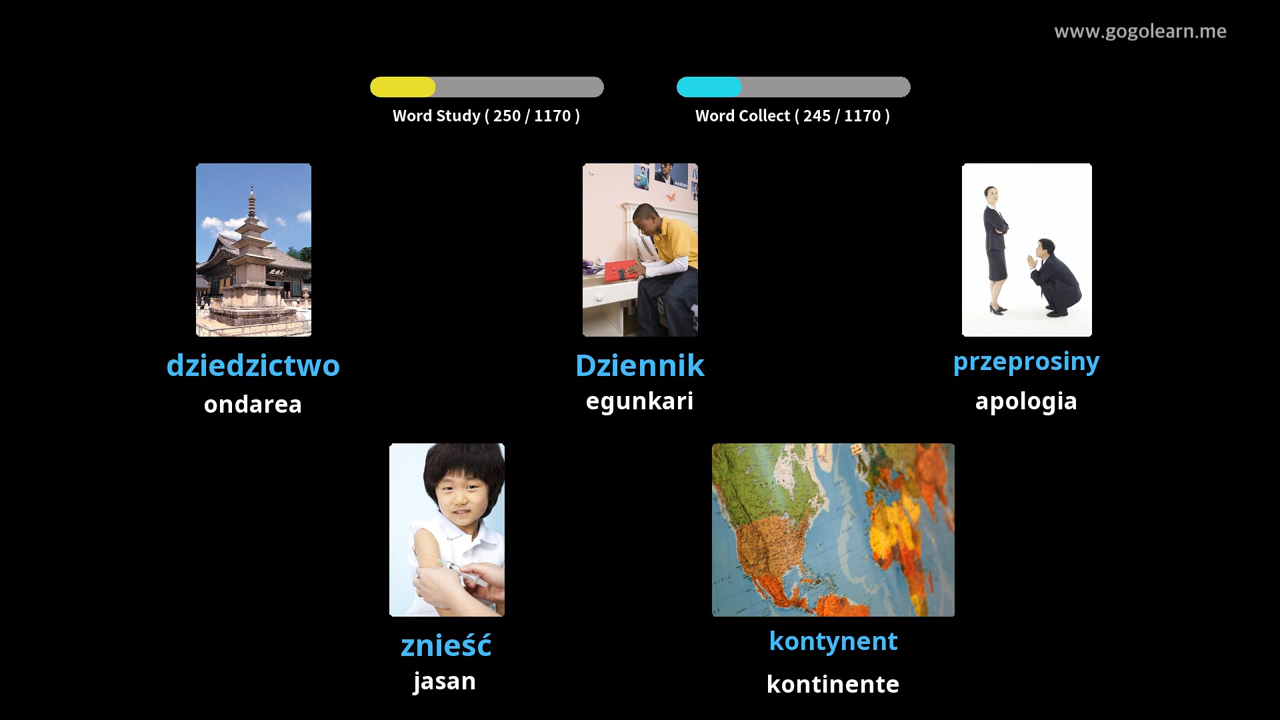 www.gogolearn.me
Word Study ( 250 / 1170 )
Word Collect ( 245 / 1170 )
dziedzictwo
ondarea
Dziennik
egunkari
przeprosiny
apologia
znieść
jasan
kontynent
kontinente